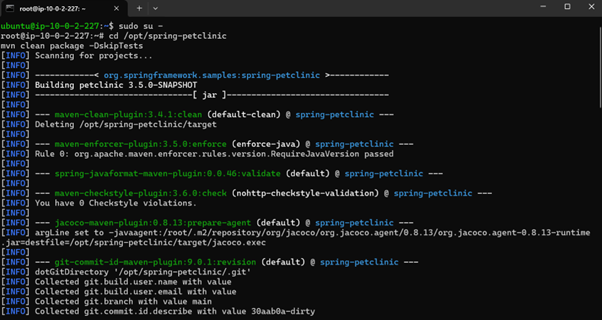 root@ip-10-0-2-227: ~
ubuntu@ip-10-0-2-227:~$ sudo su -
root@ip-10-0-2-227:~# cd /opt/spring-petclinic
mvn clean package -DskipTests
[INFO] Scanning for projects...
[INFO]
[INFO] ------------< org.springframework.samples:spring-petclinic >------------
[INFO] Building petclinic 3.5.0-SNAPSHOT
[INFO] --------------------------------[ jar ]---------------------------------
[INFO]
[INFO] --- maven-clean-plugin:3.4.1:clean (default-clean) @ spring-petclinic ---
[INFO] Deleting /opt/spring-petclinic/target
[INFO]
[INFO] --- maven-enforcer-plugin:3.5.0:enforce (enforce-java) @ spring-petclinic ---
[INFO] Rule 0: org.apache.maven.enforcer.rules.version.RequireJavaVersion passed
[INFO]
[INFO] --- spring-javaformat-maven-plugin:0.0.46:validate (default) @ spring-petclinic ---
[INFO]
[INFO] --- maven-checkstyle-plugin:3.6.0:check (nohttp-checkstyle-validation) @ spring-petclinic ---
[INFO] You have 0 Checkstyle violations.
[INFO]
[INFO] --- jacoco-maven-plugin:0.8.13:prepare-agent (default) @ spring-petclinic ---
[INFO] argLine set to -javaagent:/root/.m2/repository/org/jacoco/org.jacoco.agent/0.8.13/org.jacoco.agent-0.8.13-runtime
.jar=destfile=/opt/spring-petclinic/target/jacoco.exec
[INFO]
[INFO] --- git-commit-id-maven-plugin:9.0.1:revision (default) @ spring-petclinic ---
[INFO] dotGitDirectory '/opt/spring-petclinic/.git'
[INFO] Collected git.build.user.name with value
[INFO] Collected git.build.user.email with value
[INFO] Collected git.branch with value main
[INFO] Collected git.commit.id.describe with value 30aab0a-dirty